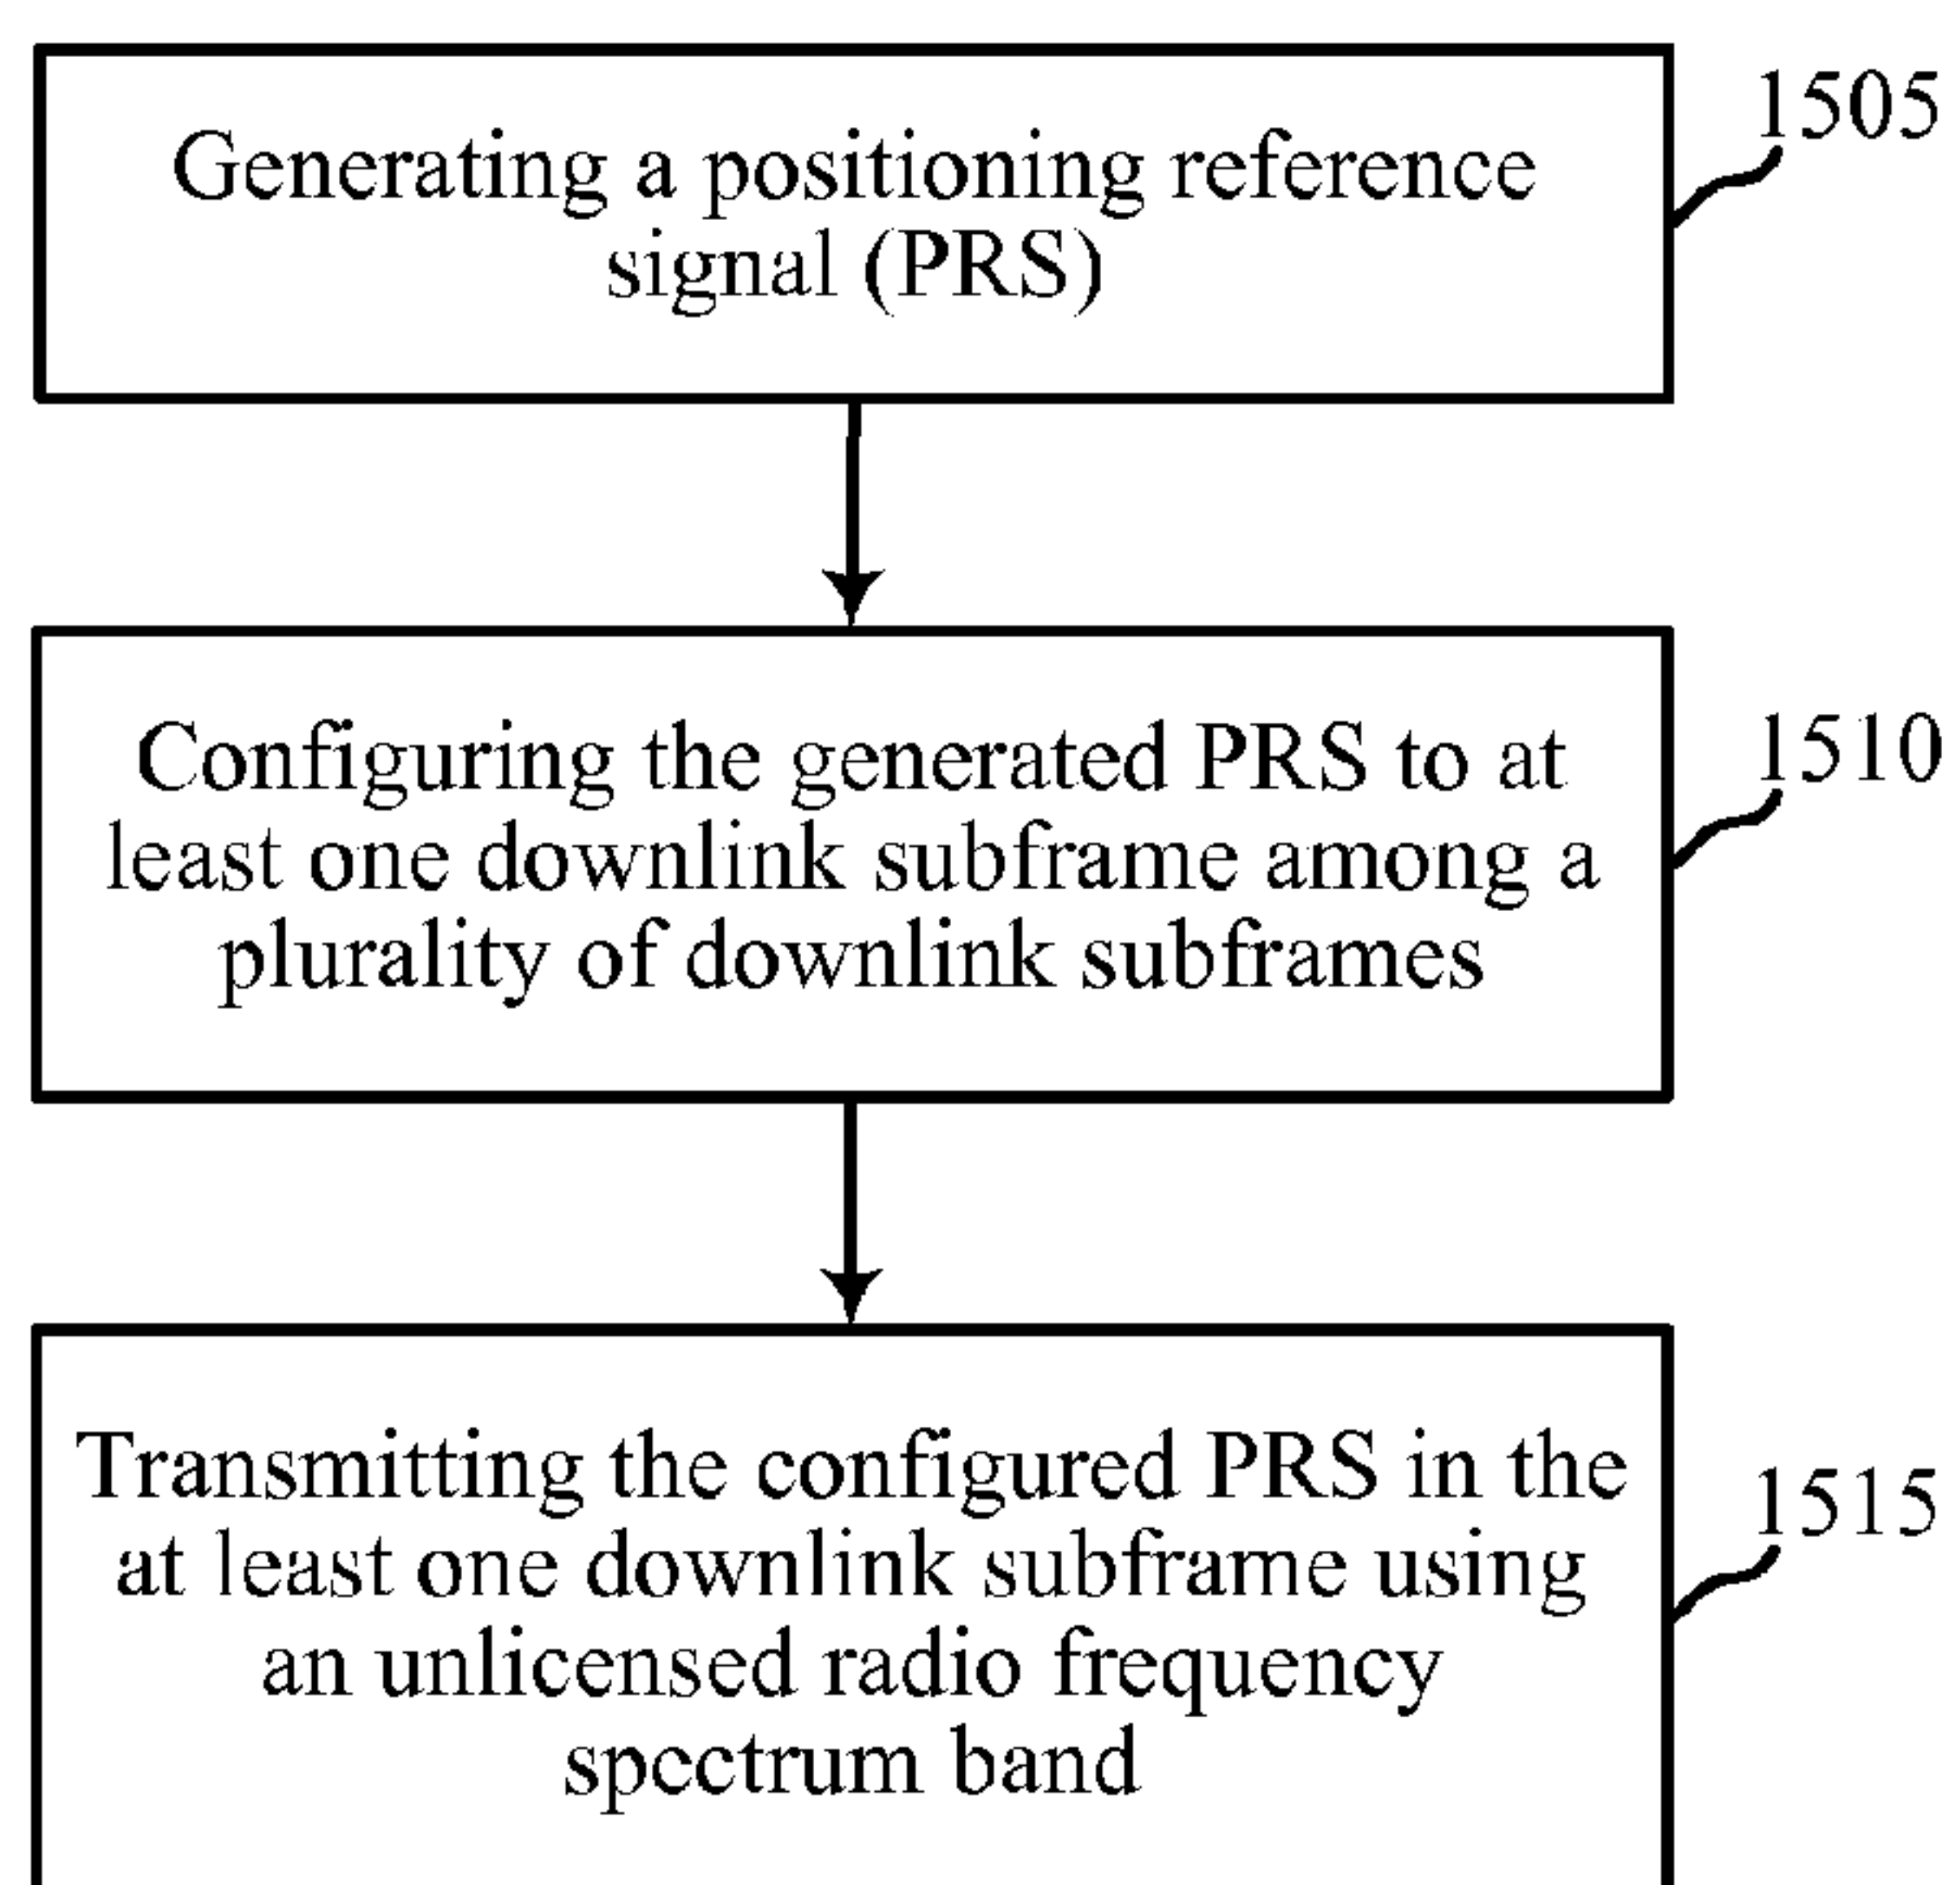 Generating a positioning reference
signal (PRS)
1505
Configuring the generated PRS to at
least one downlink subframe among a
plurality of downlink subframes
1510
Transmitting the configured PRS in the
at least one downlink subframe using
an unlicensed radio frequency
spectrum band
1515